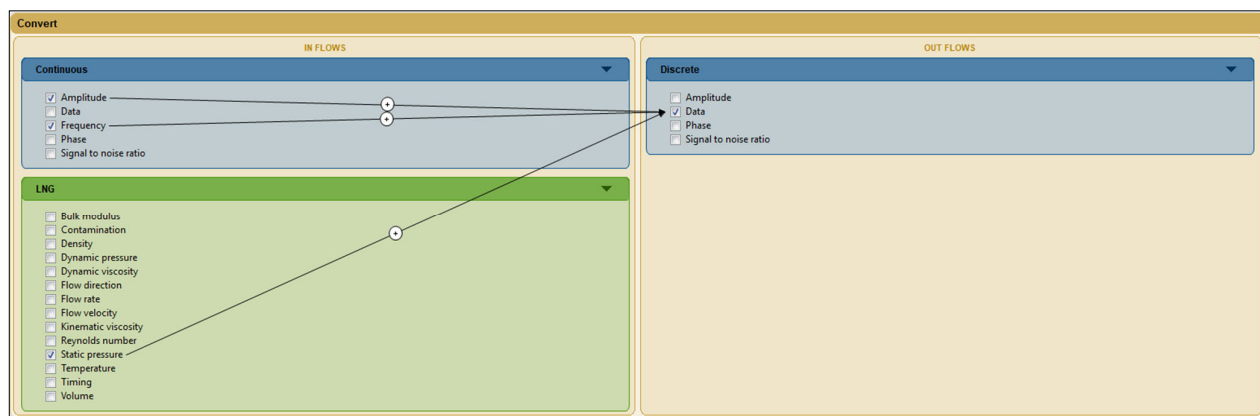 Convert
IN FLOWS
Continuous
Amplitude
Data
Frequency
Phase
Signal to noise ratio
LNG
Bulk modulus
Contamination
Density
Dynamic pressure
Dynamic viscosity
Flow direction
Flow rate
Flow velocity
Kinematic viscosity
Reynolds number
Static pressure
Temperature
Timing
Volume
OUT FLOWS
Discrete
Amplitude
Data
Phase
Signal to noise ratio